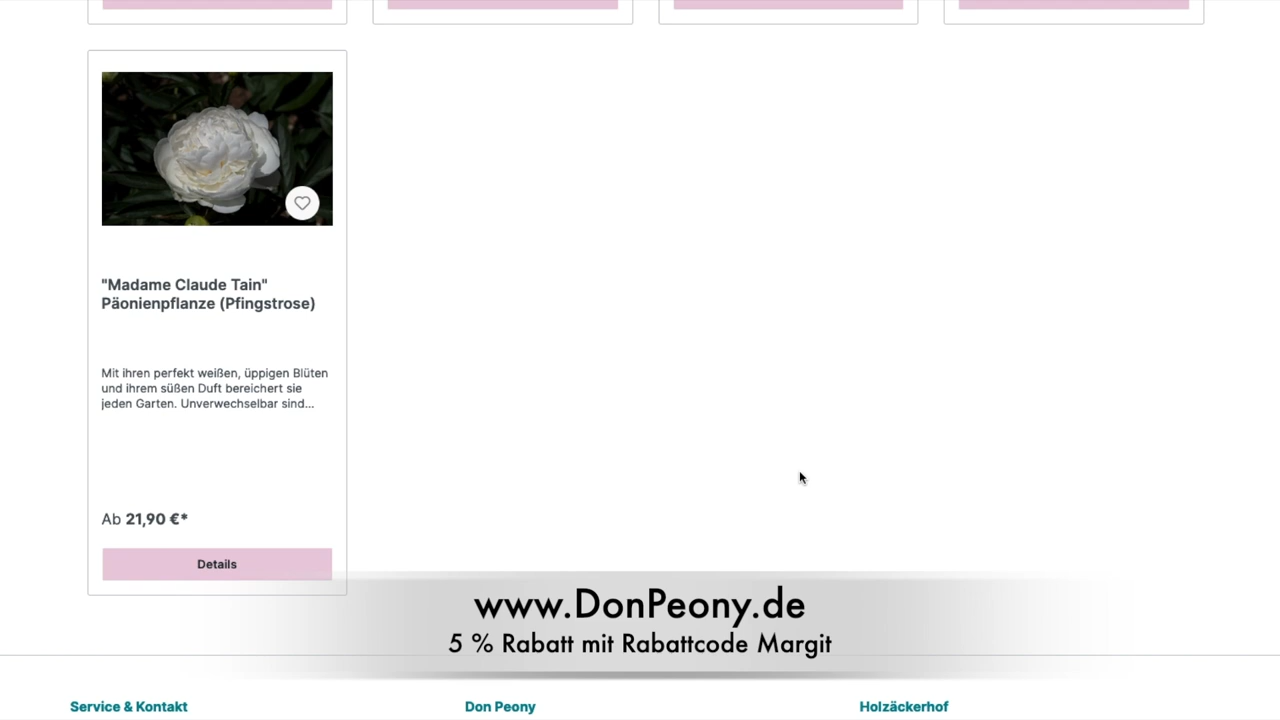 "Madame Claude Tain"
Päonienpflanze (Pfingstrose)
Mit ihren perfekt weißen, üppigen Blüten
und ihrem süßen Duft bereichert sie
jeden Garten. Unverwechselbar sind...
Ab 21,90 €*
Details
www.DonPeony.de
5 % Rabatt mit Rabattcode Margit
Service & Kontakt
Don Peony
Holzäckerhof